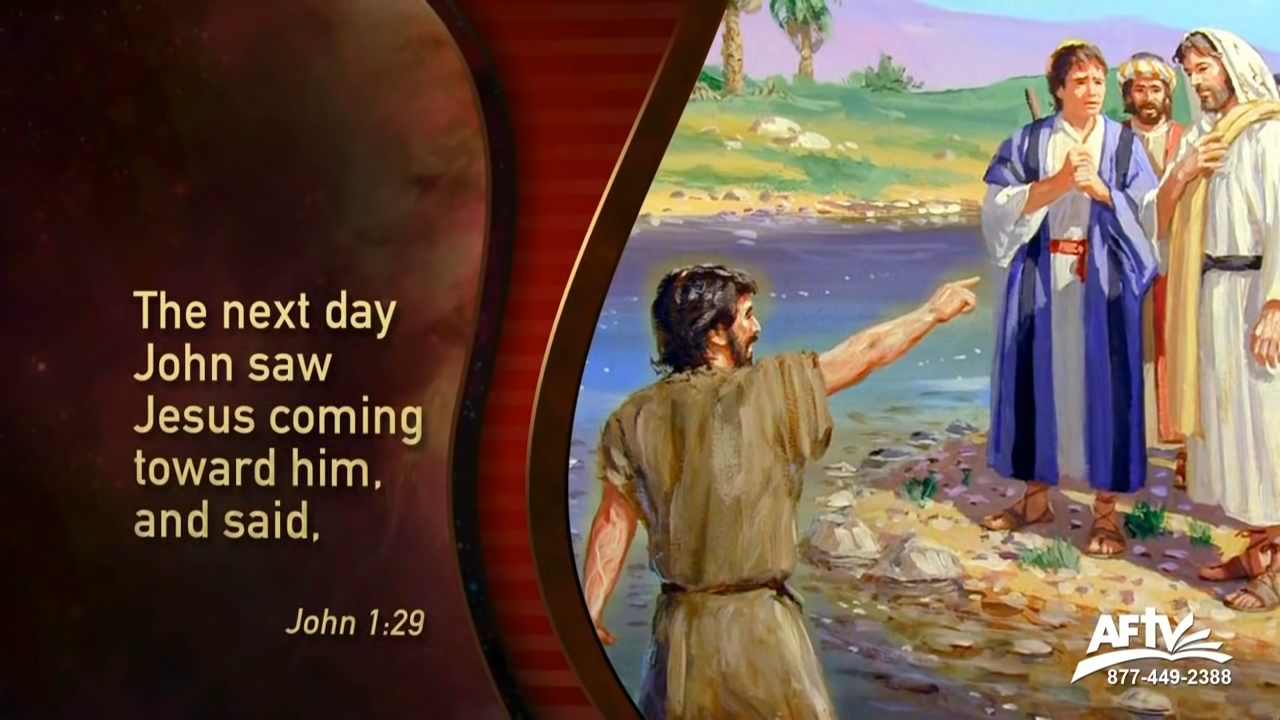 The next day
John saw
Jesus coming
toward him,
and said,
John 1:29
AFTV
877-449-2388